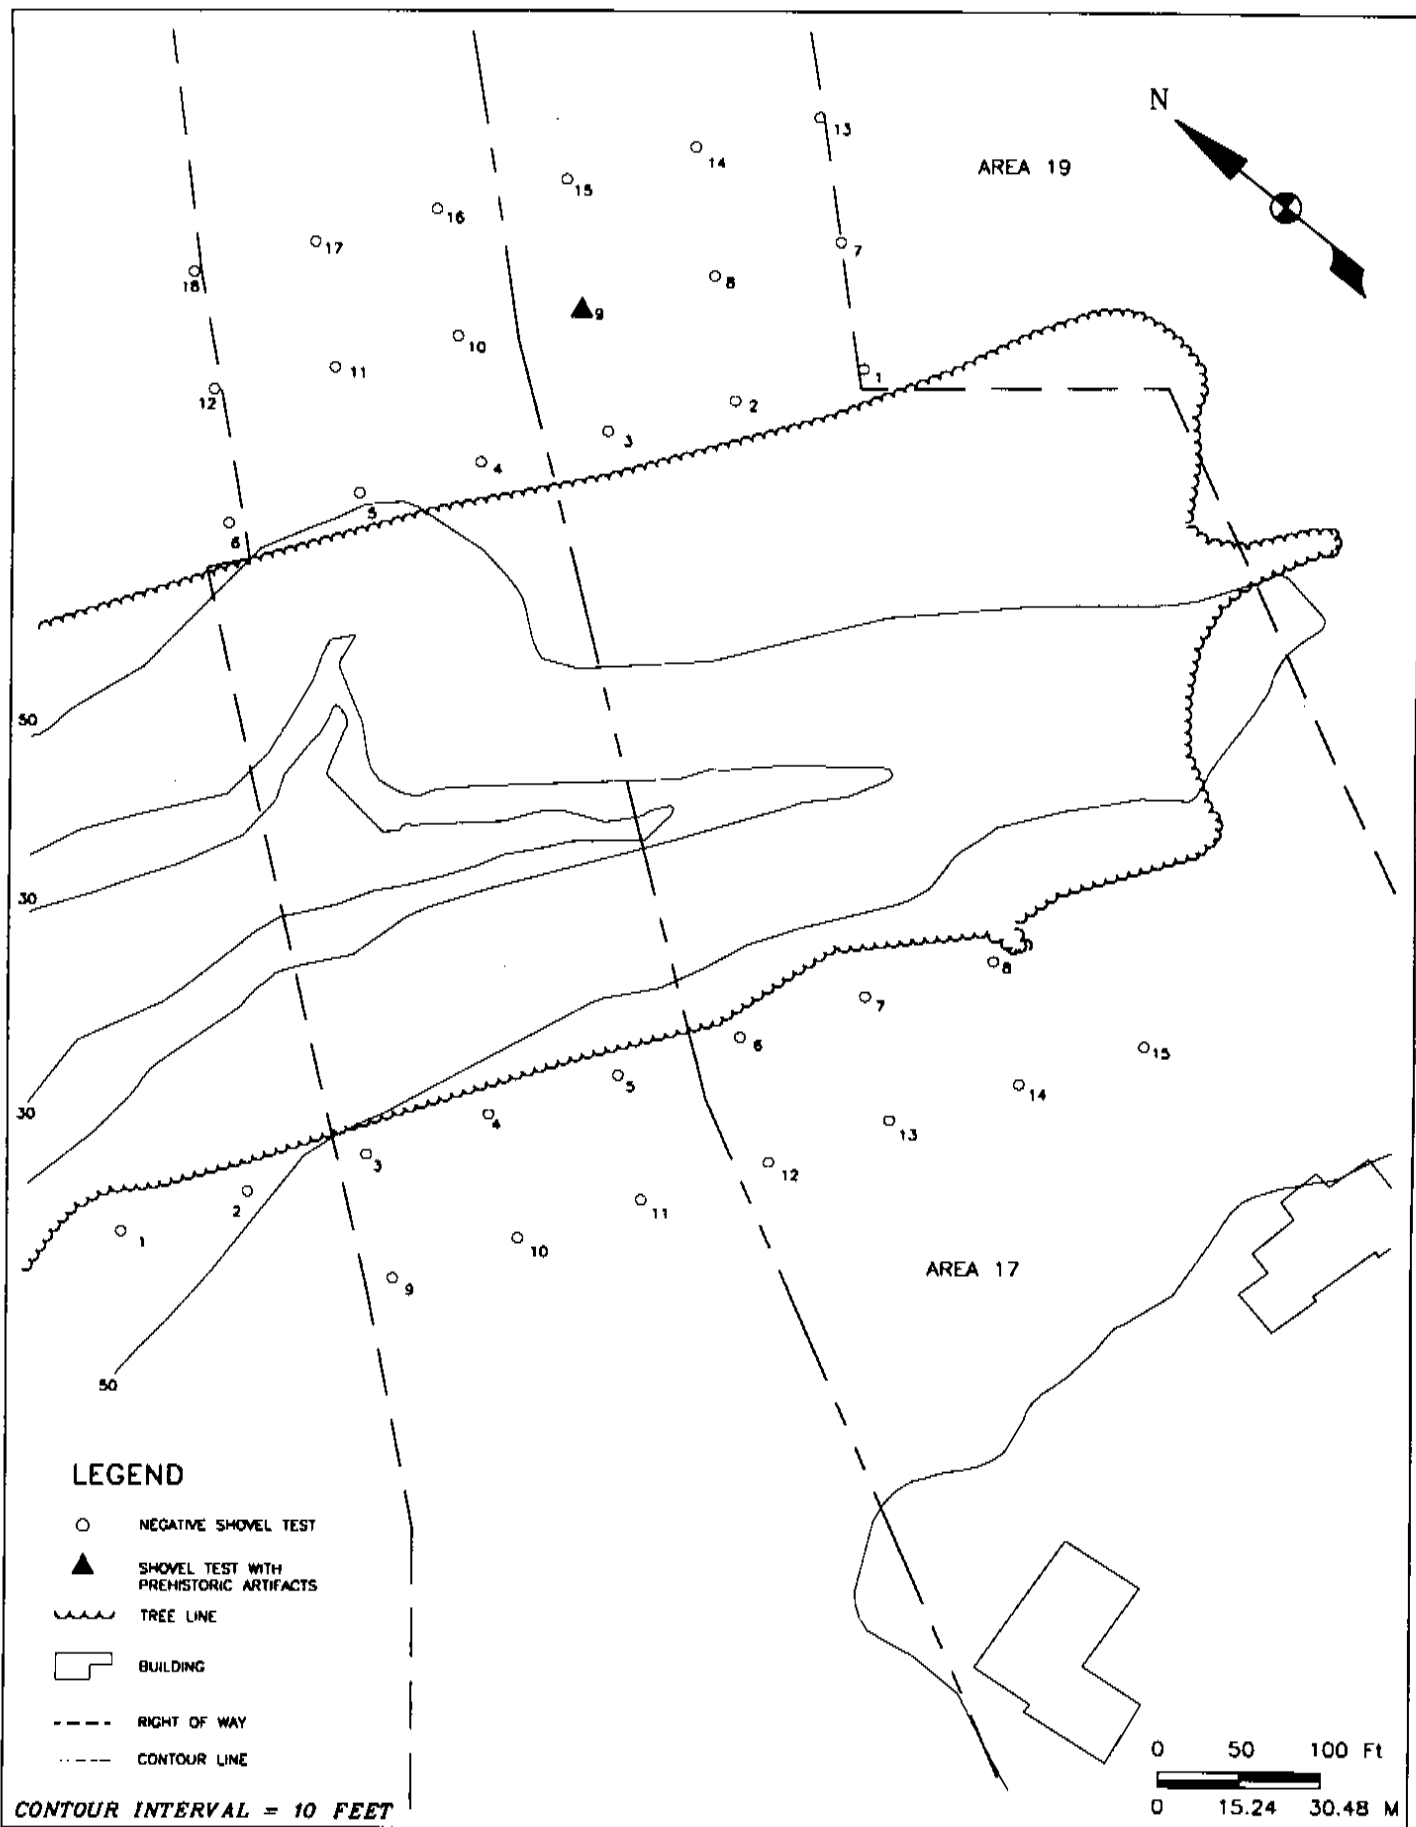 N
13
AREA 19
14
15
16
17
7
18
8
9
10
11
1
12
2
3
4
5
6
50
30
8
7
30
6
15
5
14
4
13
3
12
2
11
1
10
AREA 17
9
50
LEGEND
NEGATIVE SHOVEL TEST
SHOVEL TEST WITH
PREHISTORIC ARTIFACTS
TREE LINE
BUILDING
RIGHT OF WAY
CONTOUR LINE
0 50 100 Ft
0 15.24 30.48 M
CONTOUR INTERVAL = 10 FEET